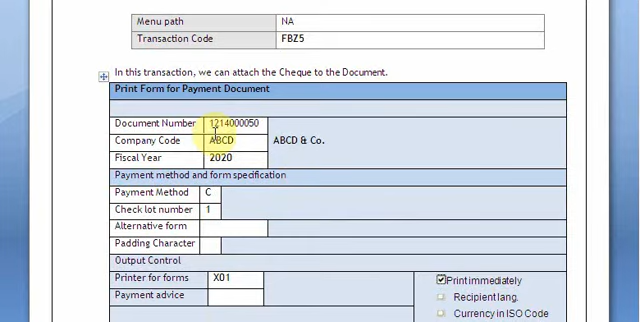 Menu path NA
Transaction Code FBZ5
In this transaction, we can attach the Cheque to the Document.
Print Form for Payment Document
Document Number 1214000050
Company Code ABCD ABCD & Co.
Fiscal Year 2020
Payment method and form specification
Payment Method C
Check lot number 1
Alternative form
Padding Character
Output Control
Printer for forms X01 Print immediately
Payment advice Recipient lang.
Currency in ISO Code